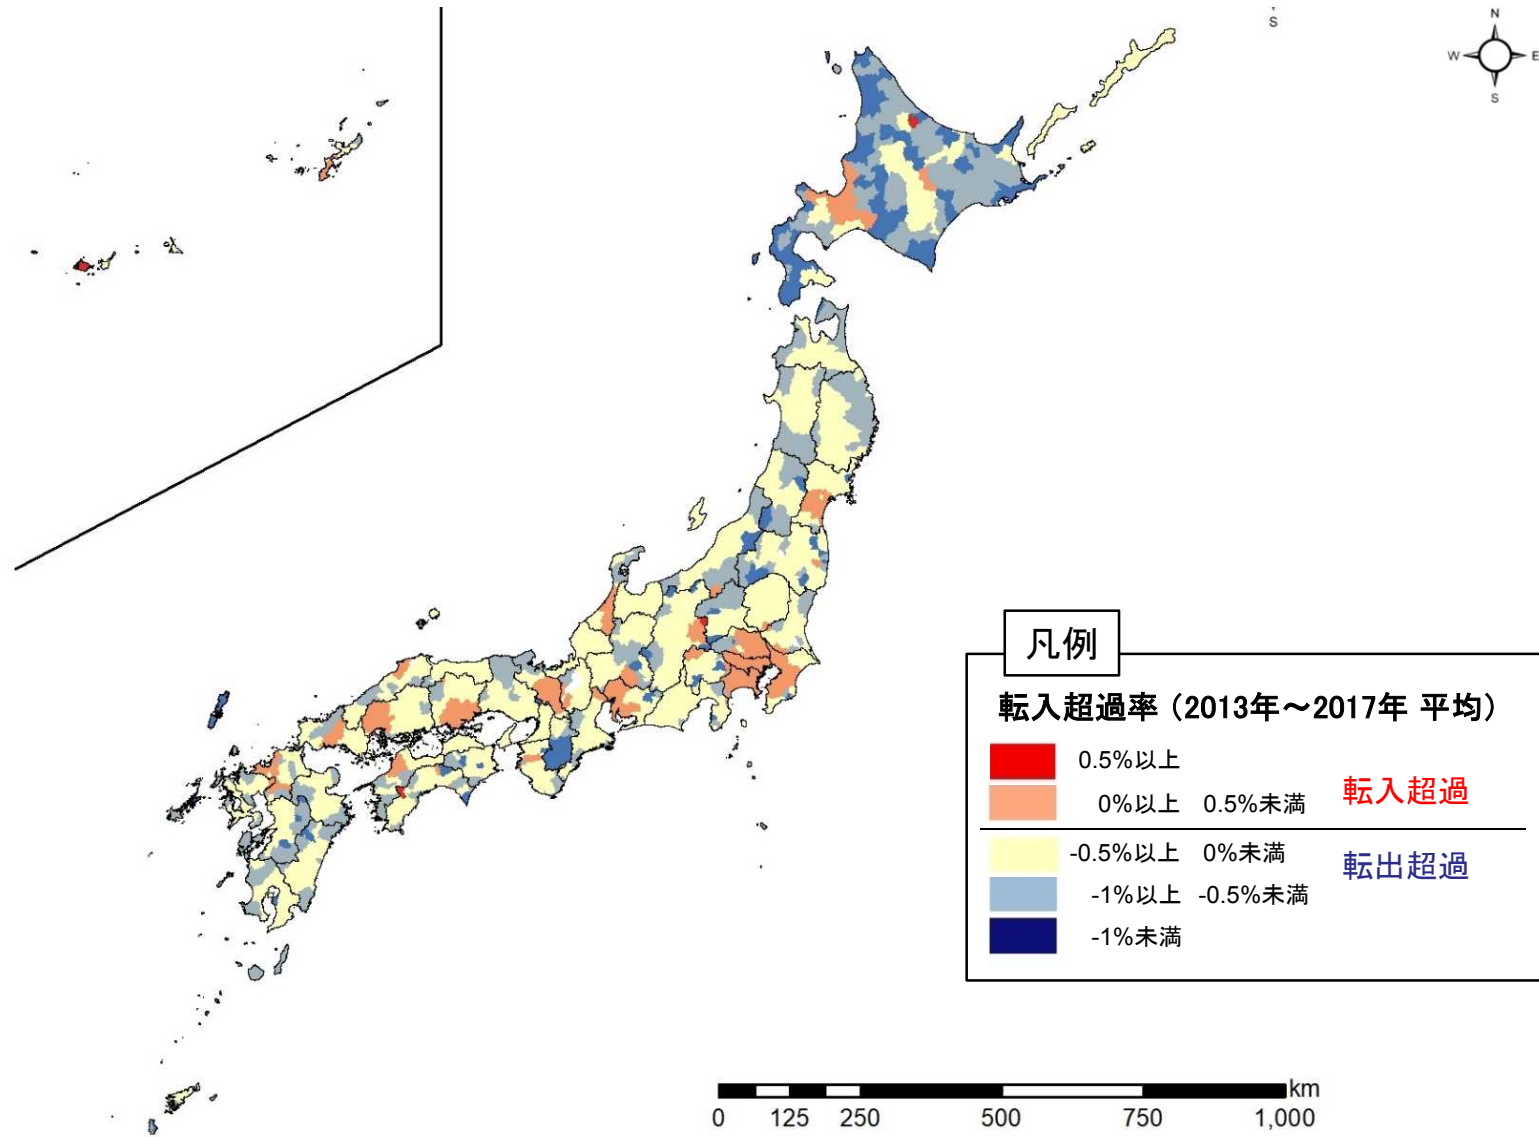 S
N
W E
S
凡例
転入超過率（2013年～2017年 平均）
0.5%以上
0%以上 0.5%未満
転入超過
-0.5%以上 0%未満
転出超過
-1%以上 -0.5%未満
-1%未満
km
0 125 250 500 750 1,000